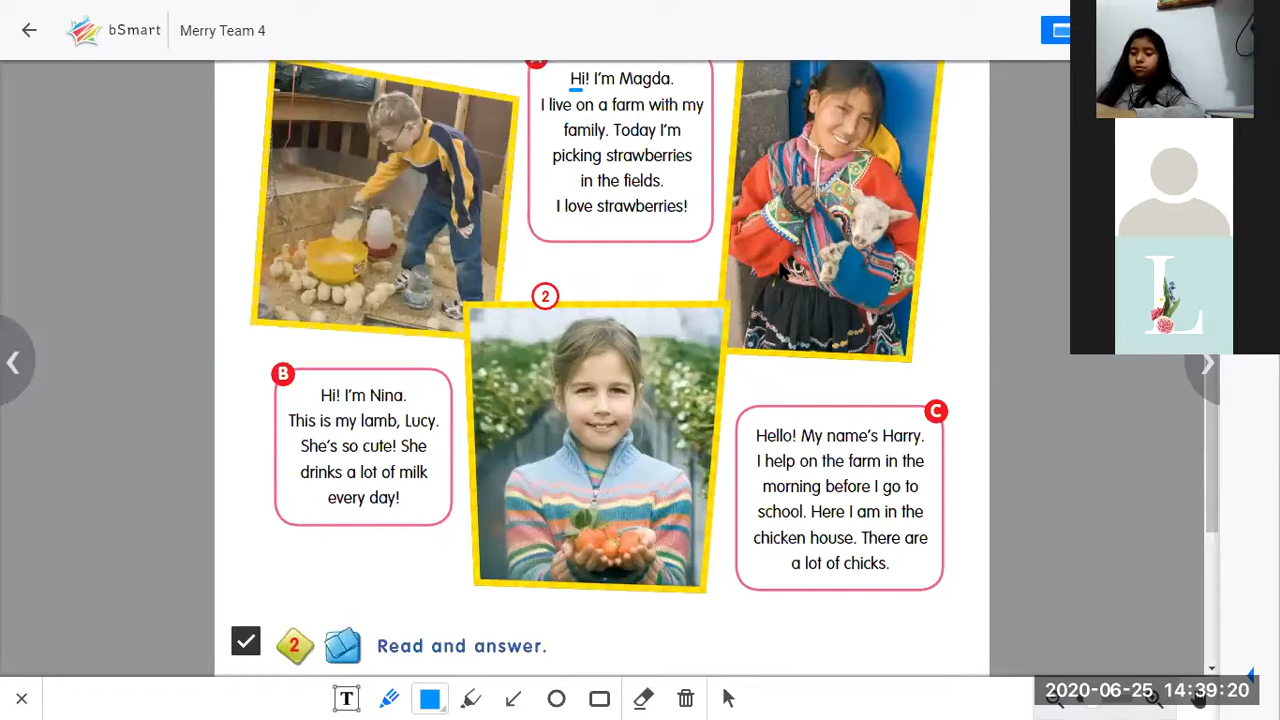 bSmart
Merry Team 4
A
Hi! I'm Magda.
I live on a farm with my
family. Today I'm
picking strawberries
in the fields.
I love strawberries!
2
B
Hi! I'm Nina.
This is my lamb, Lucy.
She's so cute! She
drinks a lot of milk
every day!
C
Hello! My name's Harry.
I help on the farm in the
morning before I go to
school. Here I am in the
chicken house. There are
a lot of chicks.
2
Read and answer.
T
L
2020-06-25 14:39:20